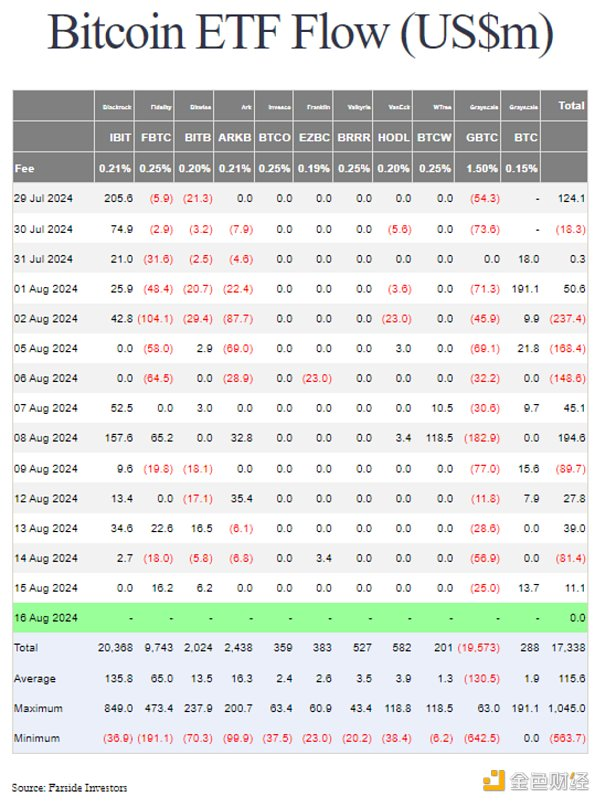 Bitcoin ETF Flow (US$m)
Blackrock Fidelity Bitwise Ark Invesco Franklin Valkyrie VanEck WTree Grayscale Grayscale Total
IBIT FBTC BITB ARKB BTCO EZBC BRRR HODL BTCW GBTC BTC
Fee 0.21% 0.25% 0.20% 0.21% 0.25% 0.19% 0.25% 0.20% 0.25% 1.50% 0.15%
29 Jul 2024 205.6 (5.9) (21.3) 0.0 0.0 0.0 0.0 0.0 0.0 (54.3) - 124.1
30 Jul 2024 74.9 (2.9) (3.2) (7.9) 0.0 0.0 0.0 (5.6) 0.0 (73.6) - (18.3)
31 Jul 2024 21.0 (31.6) (2.5) (4.6) 0.0 0.0 0.0 0.0 0.0 0.0 18.0 0.3
01 Aug 2024 25.9 (48.4) (20.7) (22.4) 0.0 0.0 0.0 (3.6) 0.0 (71.3) 191.1 50.6
02 Aug 2024 42.8 (104.1) (29.4) (87.7) 0.0 0.0 0.0 (23.0) 0.0 (45.9) 9.9 (237.4)
05 Aug 2024 0.0 (58.0) 2.9 (69.0) 0.0 0.0 0.0 3.0 0.0 (69.1) 21.8 (168.4)
06 Aug 2024 0.0 (64.5) 0.0 (28.9) 0.0 (23.0) 0.0 0.0 0.0 (32.2) 0.0 (148.6)
07 Aug 2024 52.5 0.0 3.0 0.0 0.0 0.0 0.0 0.0 10.5 (30.6) 9.7 45.1
08 Aug 2024 157.6 65.2 0.0 32.8 0.0 0.0 0.0 3.4 118.5 (182.9) 0.0 194.6
09 Aug 2024 9.6 (19.8) (18.1) 0.0 0.0 0.0 0.0 0.0 0.0 (77.0) 15.6 (89.7)
12 Aug 2024 13.4 0.0 (17.1) 35.4 0.0 0.0 0.0 0.0 0.0 (11.8) 7.9 27.8
13 Aug 2024 34.6 22.6 16.5 (6.1) 0.0 0.0 0.0 0.0 0.0 (28.6) 0.0 39.0
14 Aug 2024 2.7 (18.0) (5.8) (6.8) 0.0 3.4 0.0 0.0 0.0 (56.9) 0.0 (81.4)
15 Aug 2024 0.0 16.2 6.2 0.0 0.0 0.0 0.0 0.0 0.0 (25.0) 13.7 11.1
16 Aug 2024 - - - - - - - - - - - 0.0
Total 20,368 9,743 2,024 2,438 359 383 527 582 201 (19,573) 288 17,338
Average 135.8 65.0 13.5 16.3 2.4 2.6 3.5 3.9 1.3 (130.5) 1.9 115.6
Maximum 849.0 473.4 237.9 200.7 63.4 60.9 43.4 118.8 118.5 63.0 191.1 1,045.0
Minimum (36.9) (191.1) (70.3) (99.9) (37.5) (23.0) (20.2) (38.4) (6.2) (642.5) 0.0 (563.7)
Source: Farside Investors
金色财经